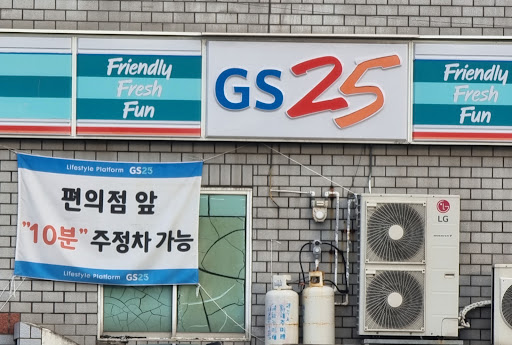 Friendly
Fresh
Fun
GS25
Friendly
Fresh
Fun
Lifestyle Platform GS25
편의점 앞
"10분" 주정차 가능
Lifestyle Platform GS25
LG